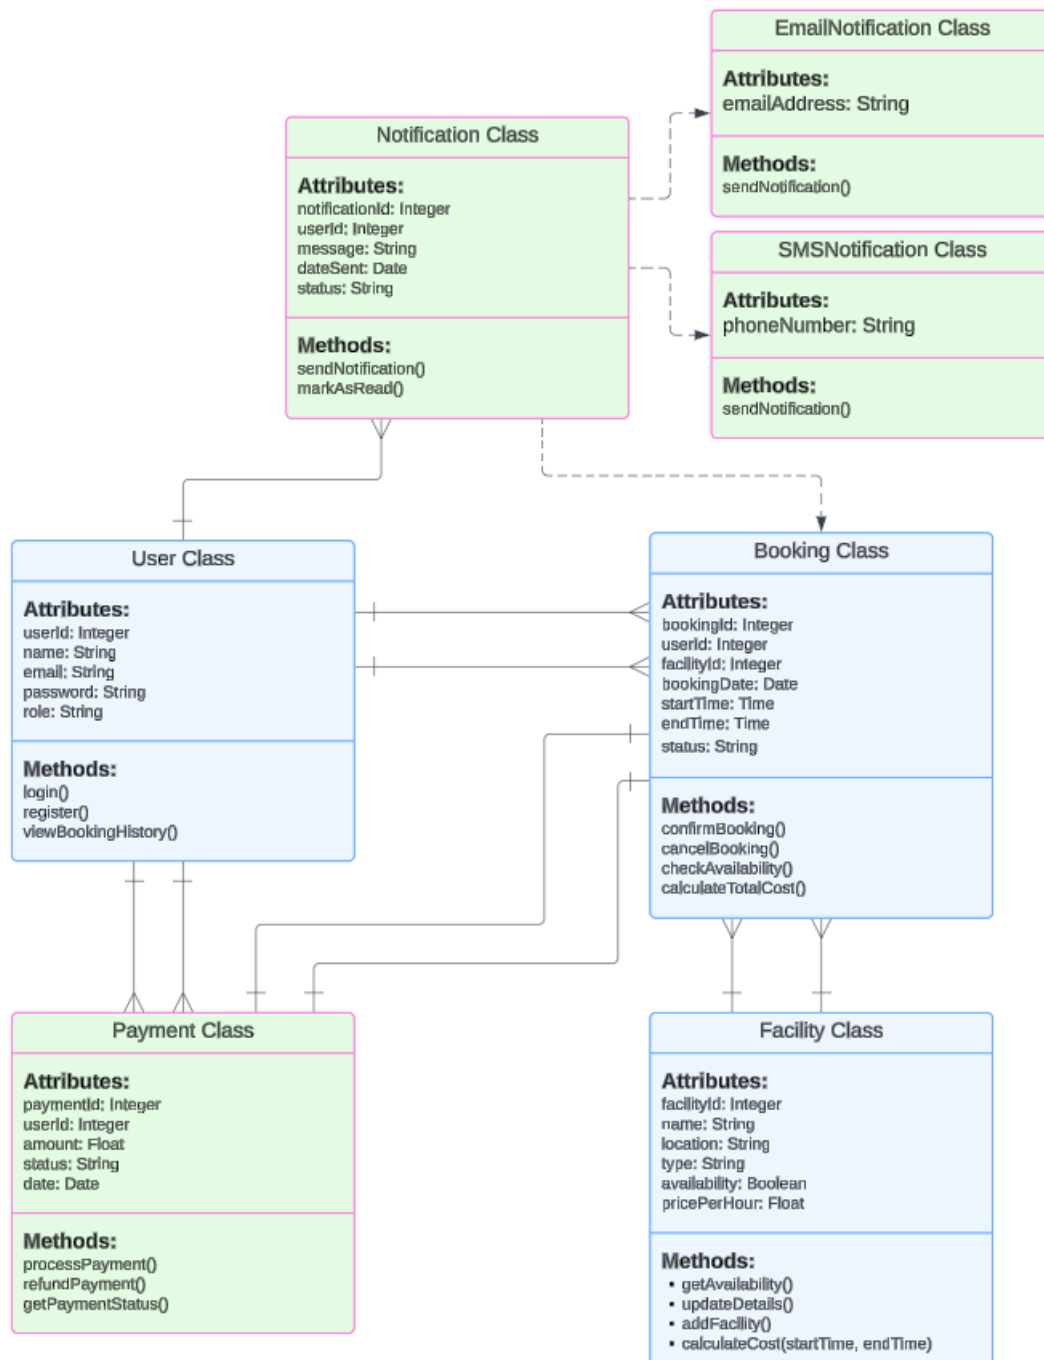 EmailNotification Class
Attributes:
emailAddress: String
Methods:
sendNotification()
Notification Class
Attributes:
notificationId: Integer
userId: Integer
message: String
dateSent: Date
status: String
Methods:
sendNotification()
markAsRead()
SMSNotification Class
Attributes:
phoneNumber: String
Methods:
sendNotification()
User Class
Attributes:
userId: Integer
name: String
email: String
password: String
role: String
Methods:
login()
register()
viewBookingHistory()
Booking Class
Attributes:
bookingId: Integer
userId: Integer
facilityId: Integer
bookingDate: Date
startTime: Time
endTime: Time
status: String
Methods:
confirmBooking()
cancelBooking()
checkAvailability()
calculateTotalCost()
Payment Class
Attributes:
paymentId: Integer
userId: Integer
amount: Float
status: String
date: Date
Methods:
processPayment()
refundPayment()
getPaymentStatus()
Facility Class
Attributes:
facilityId: Integer
name: String
location: String
type: String
availability: Boolean
pricePerHour: Float
Methods:
▪ getAvailability()
▪ updateDetails()
▪ addFacility()
▪ calculateCost(startTime, endTime)